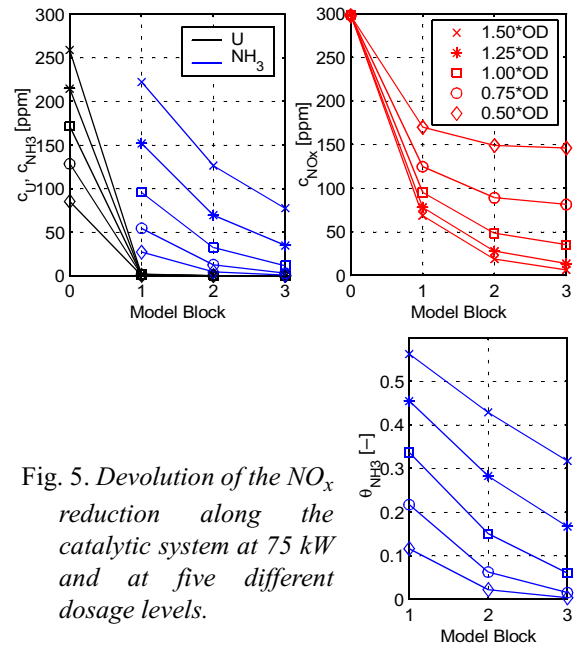 300
250
200
150
100
50
0
c_U, c_NH3 [ppm]
U
NH_3
0 1 2 3
Model Block
300
250
200
150
100
50
0
c_NOx [ppm]
1.50*OD
1.25*OD
1.00*OD
0.75*OD
0.50*OD
0 1 2 3
Model Block
0.5
0.4
0.3
0.2
0.1
0
θ_NH3 [–]
1 2 3
Model Block
Fig. 5. Devolution of the NO_x
reduction along the
catalytic system at 75 kW
and at five different
dosage levels.